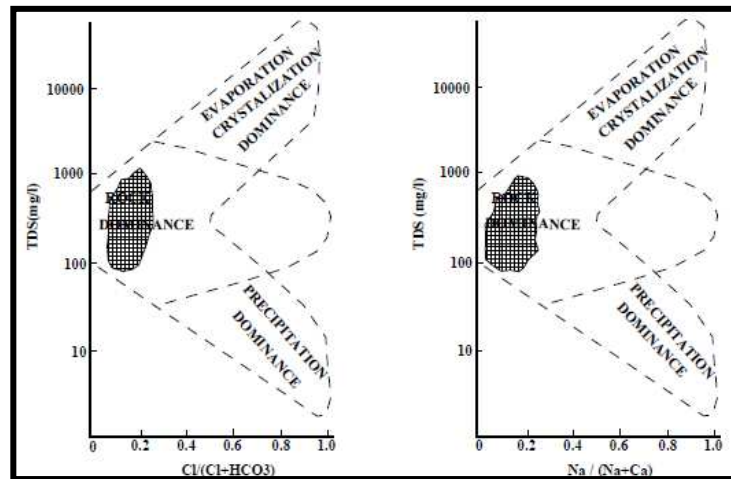 10000
1000
100
10
TDS(mg/l)
EVAPORATION
CRYSTALIZATION
DOMINANCE
ROCK
DOMINANCE
PRECIPITATION
DOMINANCE
0 0.2 0.4 0.6 0.8 1.0
Cl/(Cl+HCO3)
10000
1000
100
10
TDS (mg/l)
EVAPORATION
CRYSTALIZATION
DOMINANCE
ROCK
DOMINANCE
PRECIPITATION
DOMINANCE
0 0.2 0.4 0.6 0.8 1.0
Na / (Na+Ca)